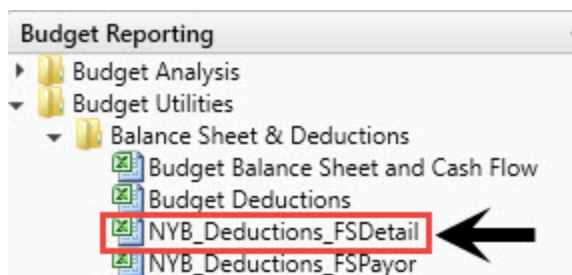 Budget Reporting
Budget Analysis
Budget Utilities
Balance Sheet & Deductions
Budget Balance Sheet and Cash Flow
Budget Deductions
NYB_Deductions_FSDetail
NYB_Deductions_FSPayor